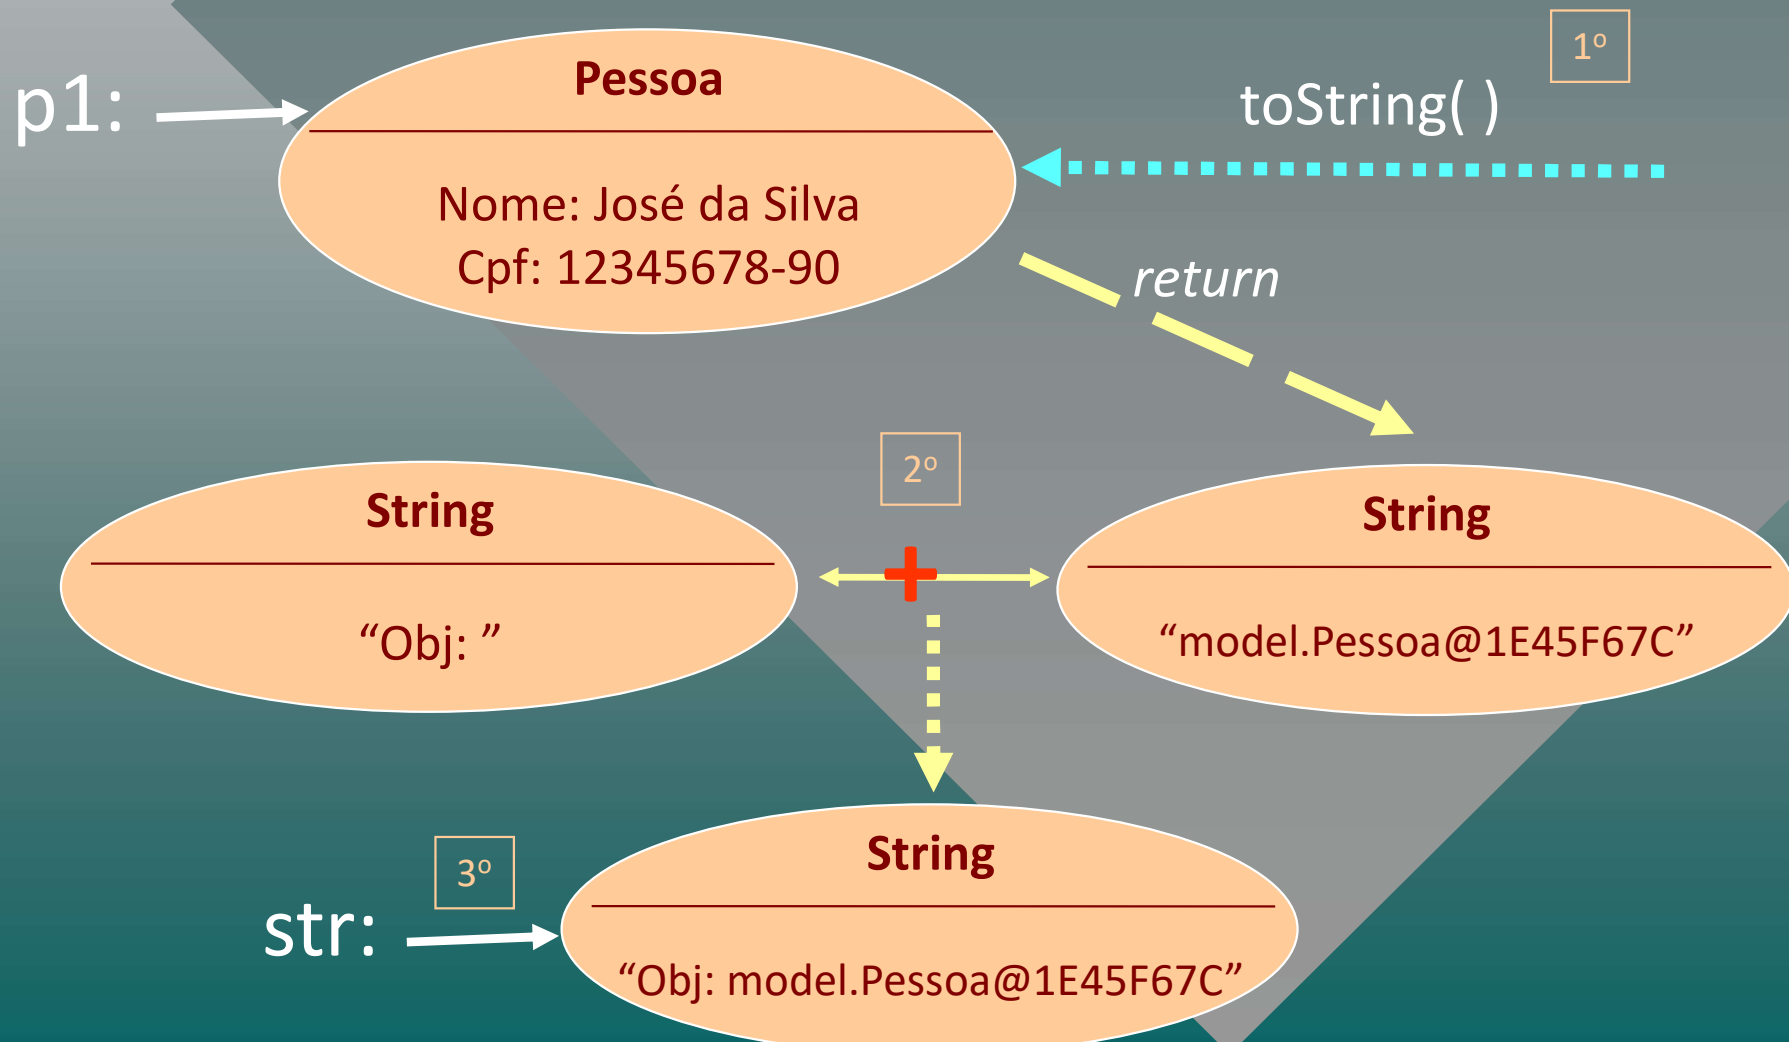 1º
p1:
Pessoa
toString( )
Nome: José da Silva
Cpf: 12345678-90
return
2º
String
String
“Obj: ”
“model.Pessoa@1E45F67C”
3º
str:
String
“Obj: model.Pessoa@1E45F67C”